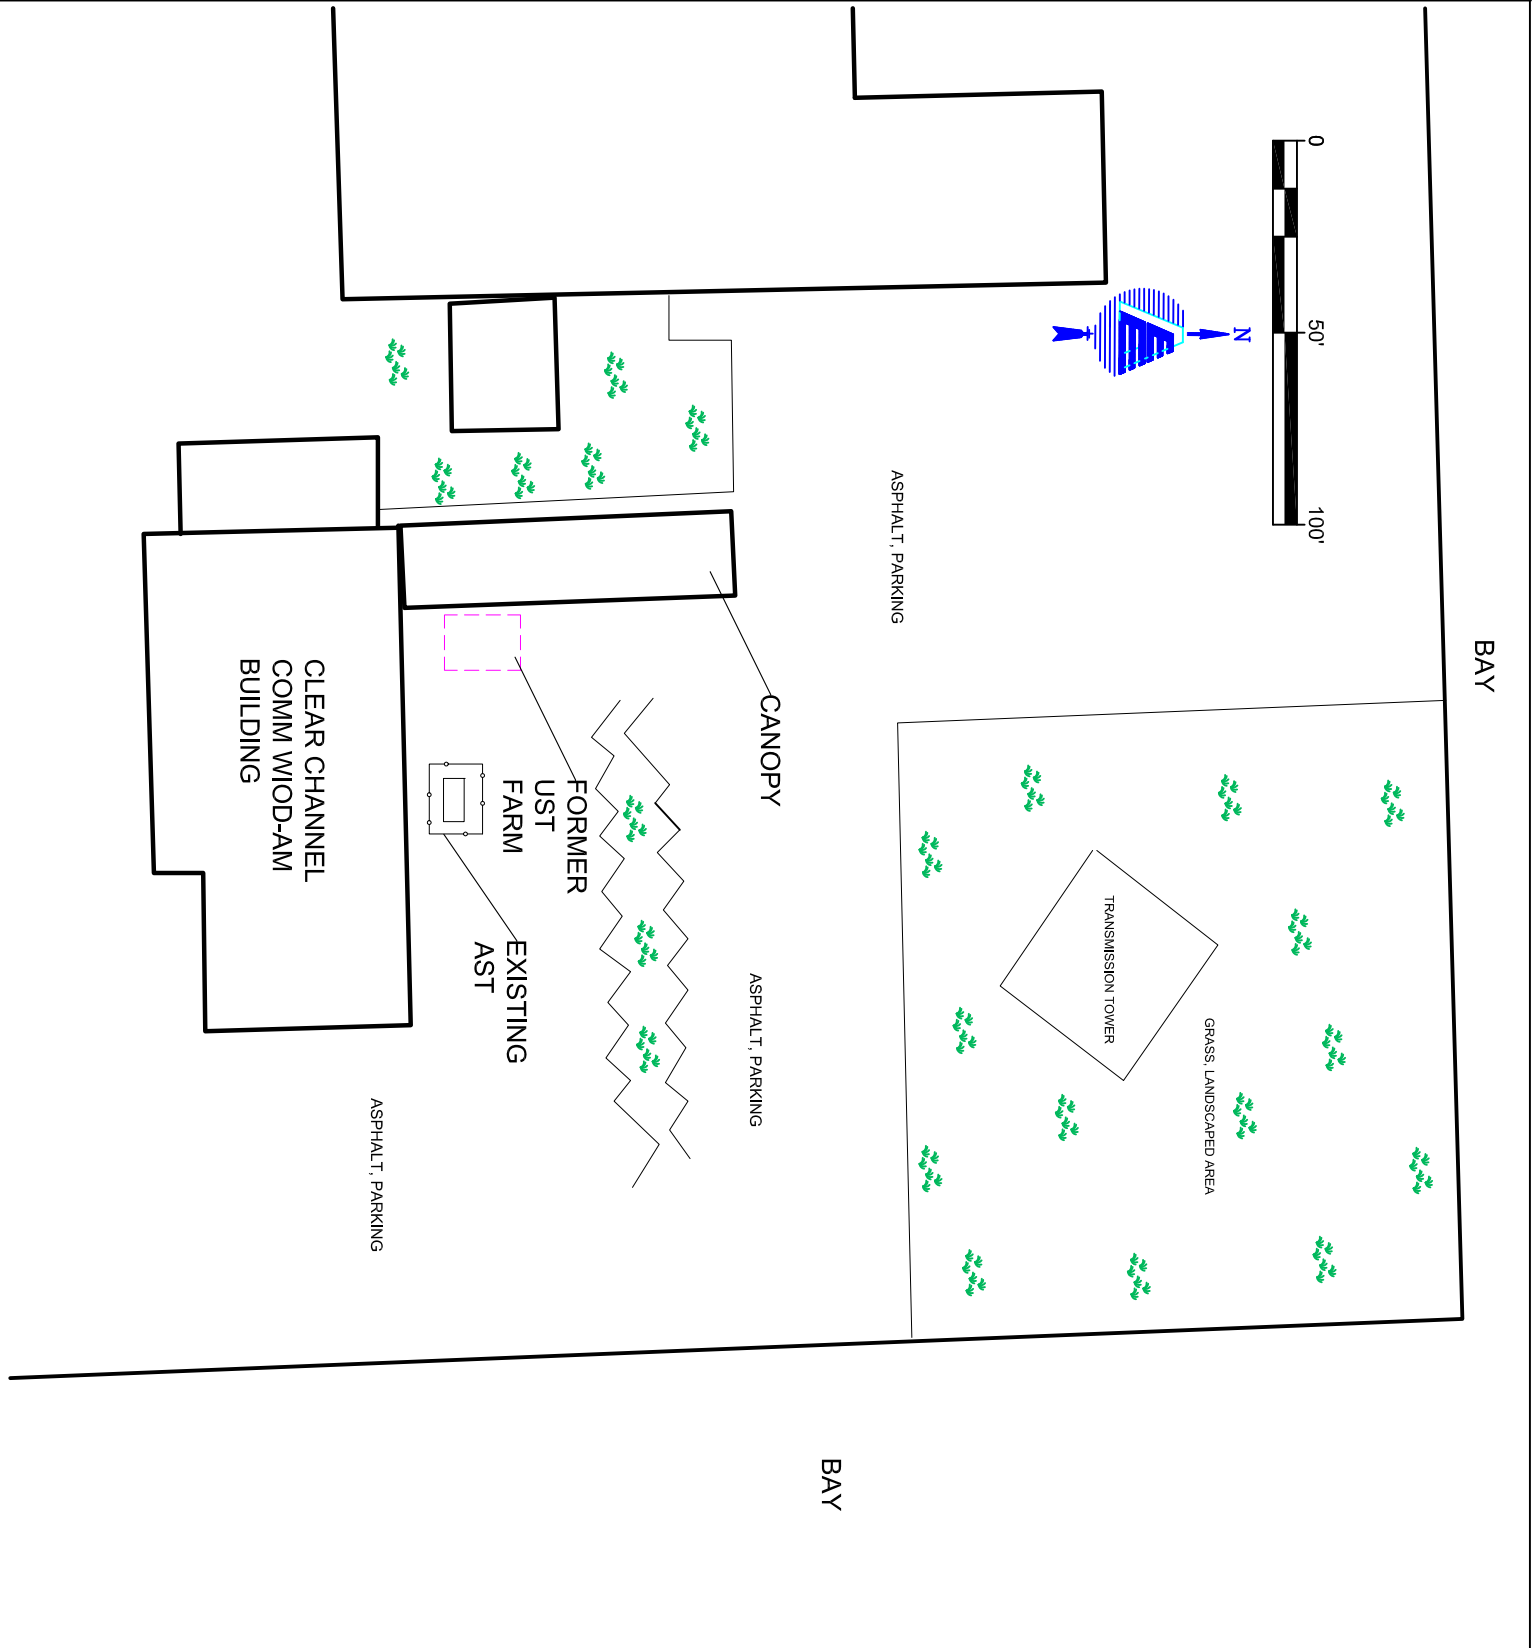 BAY
0
50'
100'
N
GRASS, LANDSCAPED AREA
TRANSMISSION TOWER
ASPHALT, PARKING
BAY
CANOPY
ASPHALT, PARKING
FORMER
UST
FARM
EXISTING
AST
ASPHALT, PARKING
CLEAR CHANNEL
COMM WIOD-AM
BUILDING